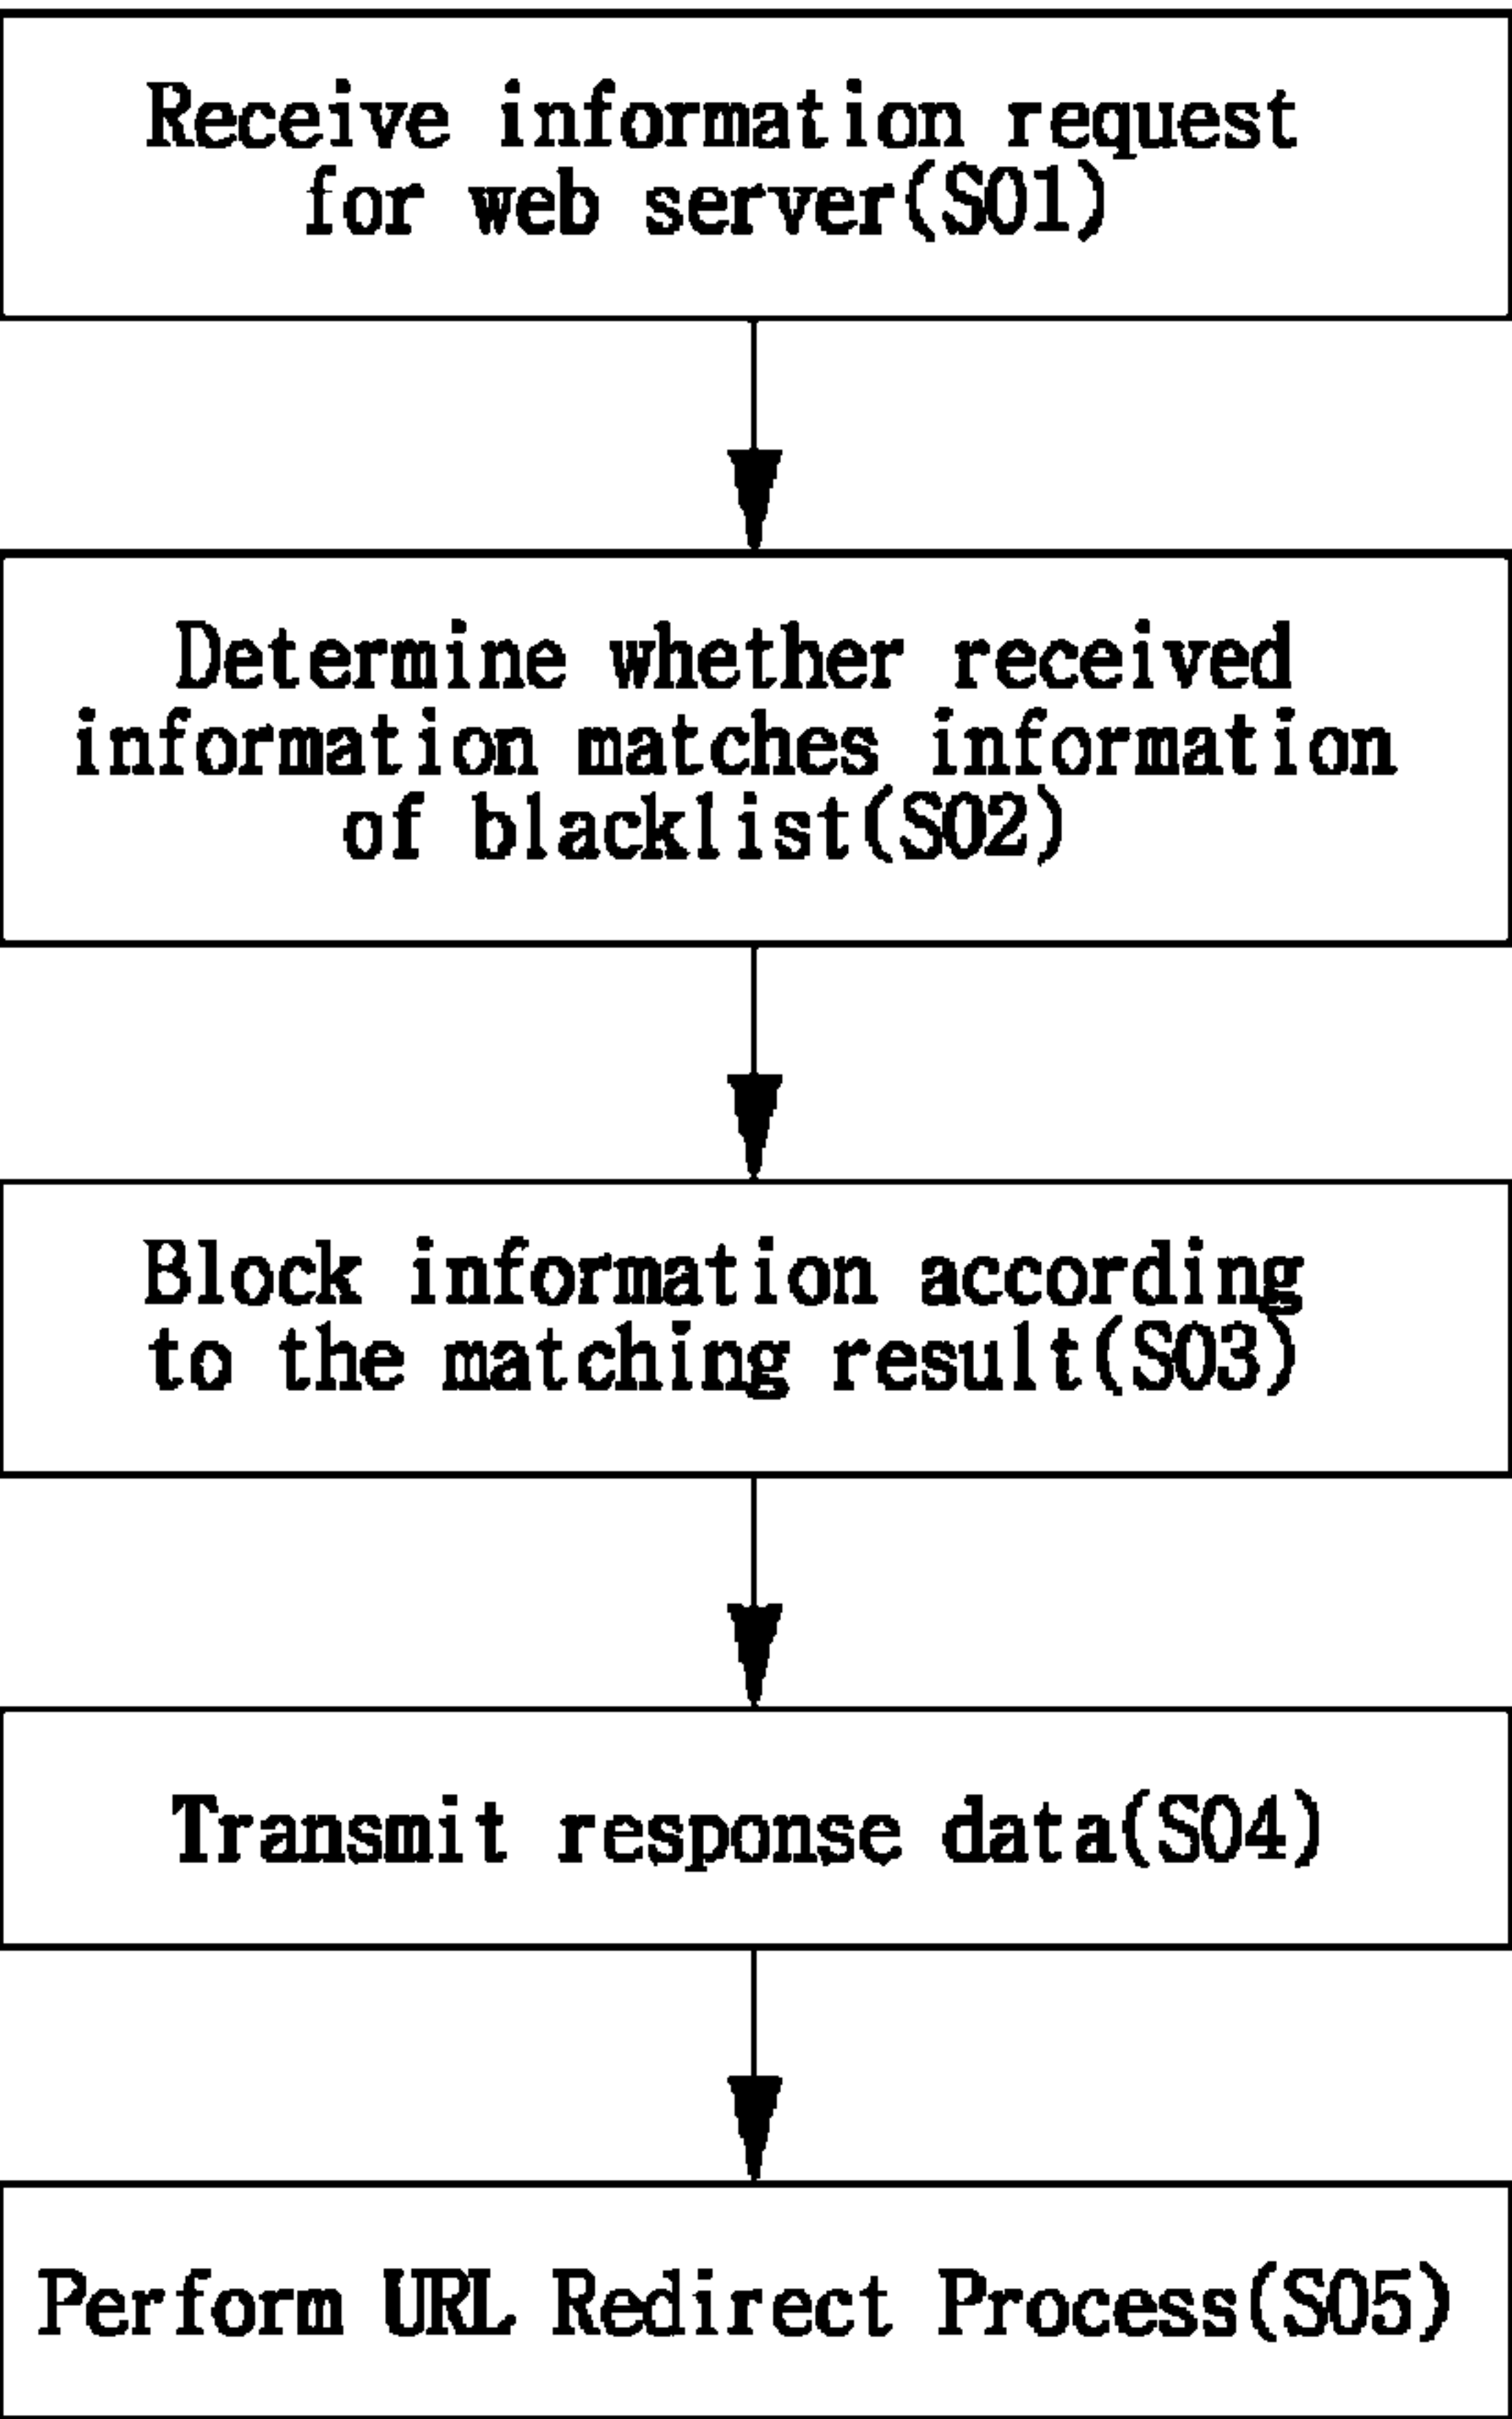 Receive information request
for web server(S01)
Determine whether received
information matches information
of blacklist(S02)
Block information according
to the matching result(S03)
Transmit response data(S04)
Perform URL Redirect Process(S05)